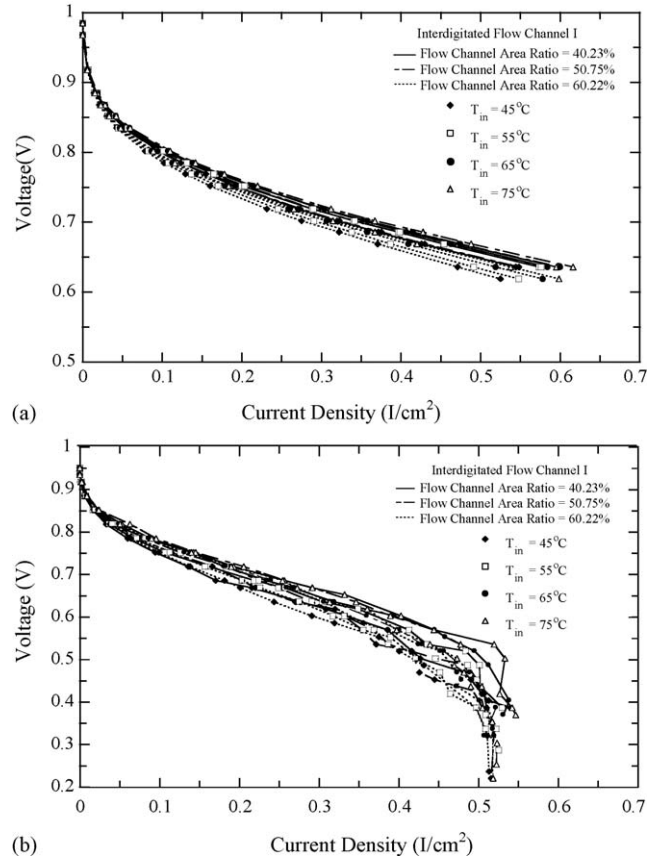 1
0.9
0.8
0.7
0.6
0.5
Voltage(V)
Interdigitated Flow Channel I
Flow Channel Area Ratio = 40.23%
Flow Channel Area Ratio = 50.75%
Flow Channel Area Ratio = 60.22%
T_in = 45°C
T_in = 55°C
T_in = 65°C
T_in = 75°C
0 0.1 0.2 0.3 0.4 0.5 0.6 0.7
(a) Current Density (I/cm²)
1
0.9
0.8
0.7
0.6
0.5
0.4
0.3
0.2
Voltage (V)
Interdigitated Flow Channel I
Flow Channel Area Ratio = 40.23%
Flow Channel Area Ratio = 50.75%
Flow Channel Area Ratio = 60.22%
T_in = 45°C
T_in = 55°C
T_in = 65°C
T_in = 75°C
0 0.1 0.2 0.3 0.4 0.5 0.6 0.7
(b) Current Density (I/cm²)